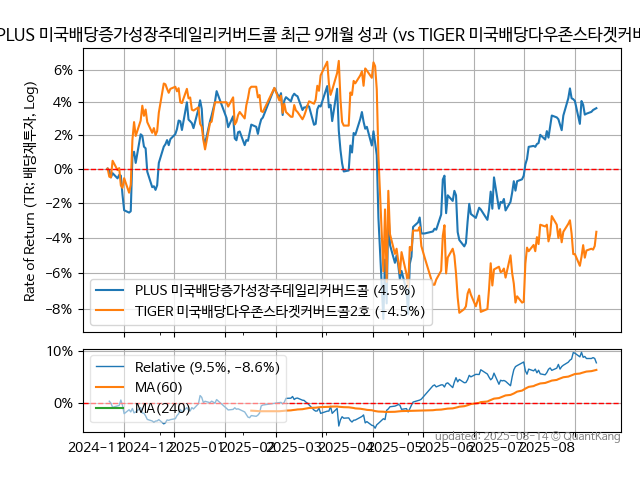 PLUS 미국배당증가성장주데일리커버드콜 최근 9개월 성과 (vs TIGER 미국배당다우존스타겟커버
Rate of Return (TR: 배당재투자, Log)
6%
4%
2%
0%
−2%
−4%
−6%
−8%
PLUS 미국배당증가성장주데일리커버드콜 (4.5%)
TIGER 미국배당다우존스타겟커버드콜2호 (−4.5%)
10%
0%
Relative (9.5%, −8.6%)
MA(60)
MA(240)
2024-11 2024-12 2025-01 2025-02 2025-03 2025-04 2025-05 2025-06 2025-07 2025-08
updated: 2025-08-14 © QuantKang